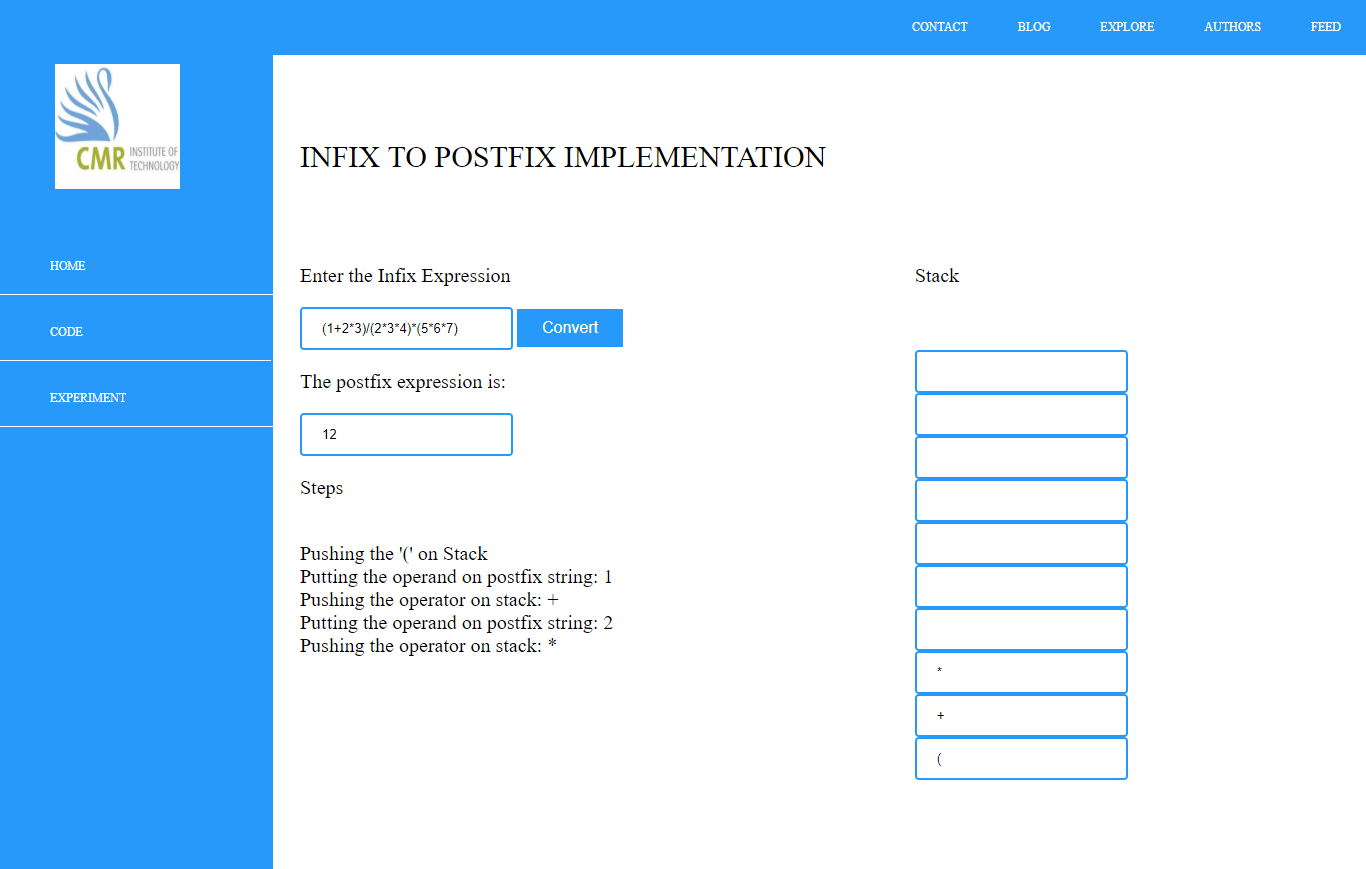 CONTACT BLOG EXPLORE AUTHORS FEED
CMR INSTITUTE OF
TECHNOLOGY
HOME
CODE
EXPERIMENT
INFIX TO POSTFIX IMPLEMENTATION
Enter the Infix Expression
(1+2*3)/(2*3*4)*(5*6*7) Convert
The postfix expression is:
12
Steps
Pushing the '(' on Stack
Putting the operand on postfix string: 1
Pushing the operator on stack: +
Putting the operand on postfix string: 2
Pushing the operator on stack: *
Stack
*
+
(